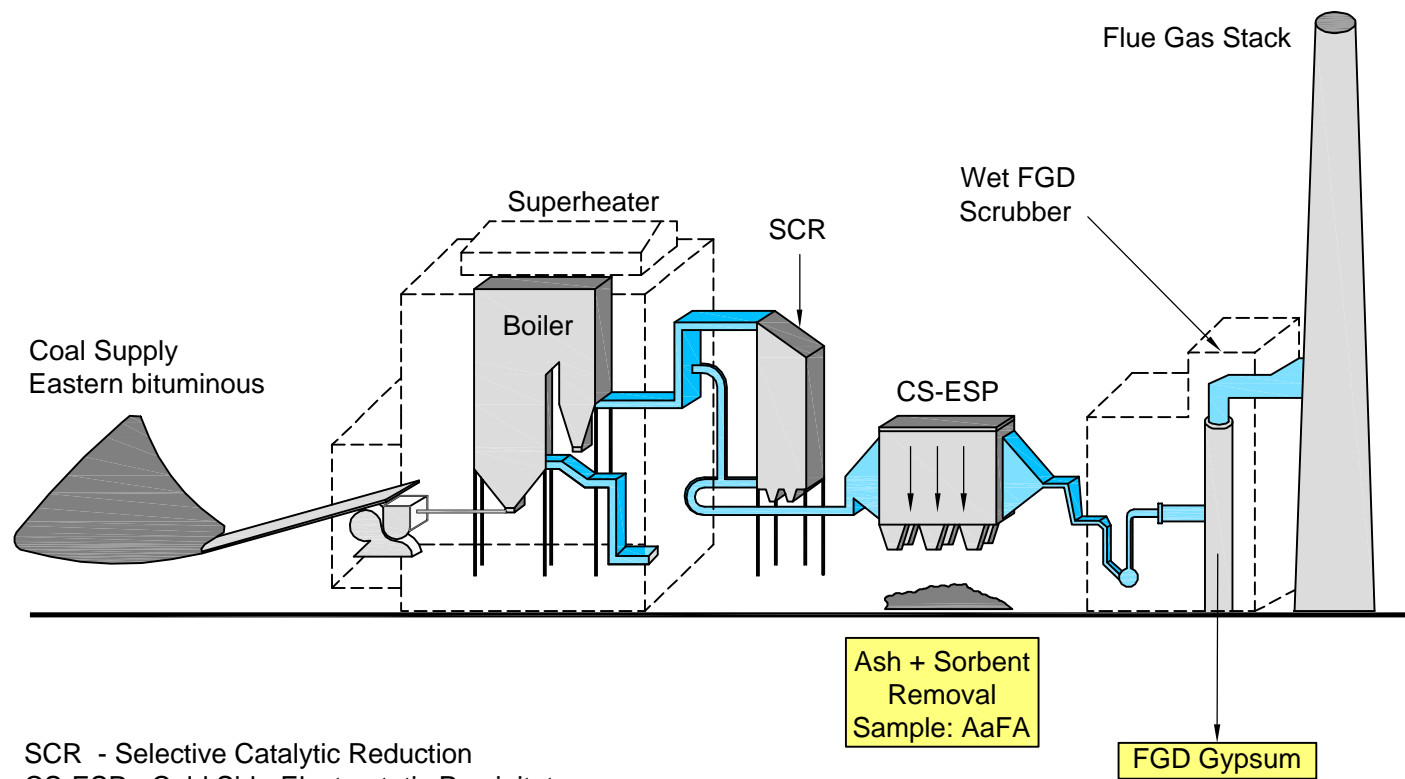 Flue Gas Stack
Wet FGD
Scrubber
Superheater
SCR
Boiler
Coal Supply
Eastern bituminous
CS-ESP
Ash + Sorbent
Removal
Sample: AaFA
FGD Gypsum
SCR - Selective Catalytic Reduction